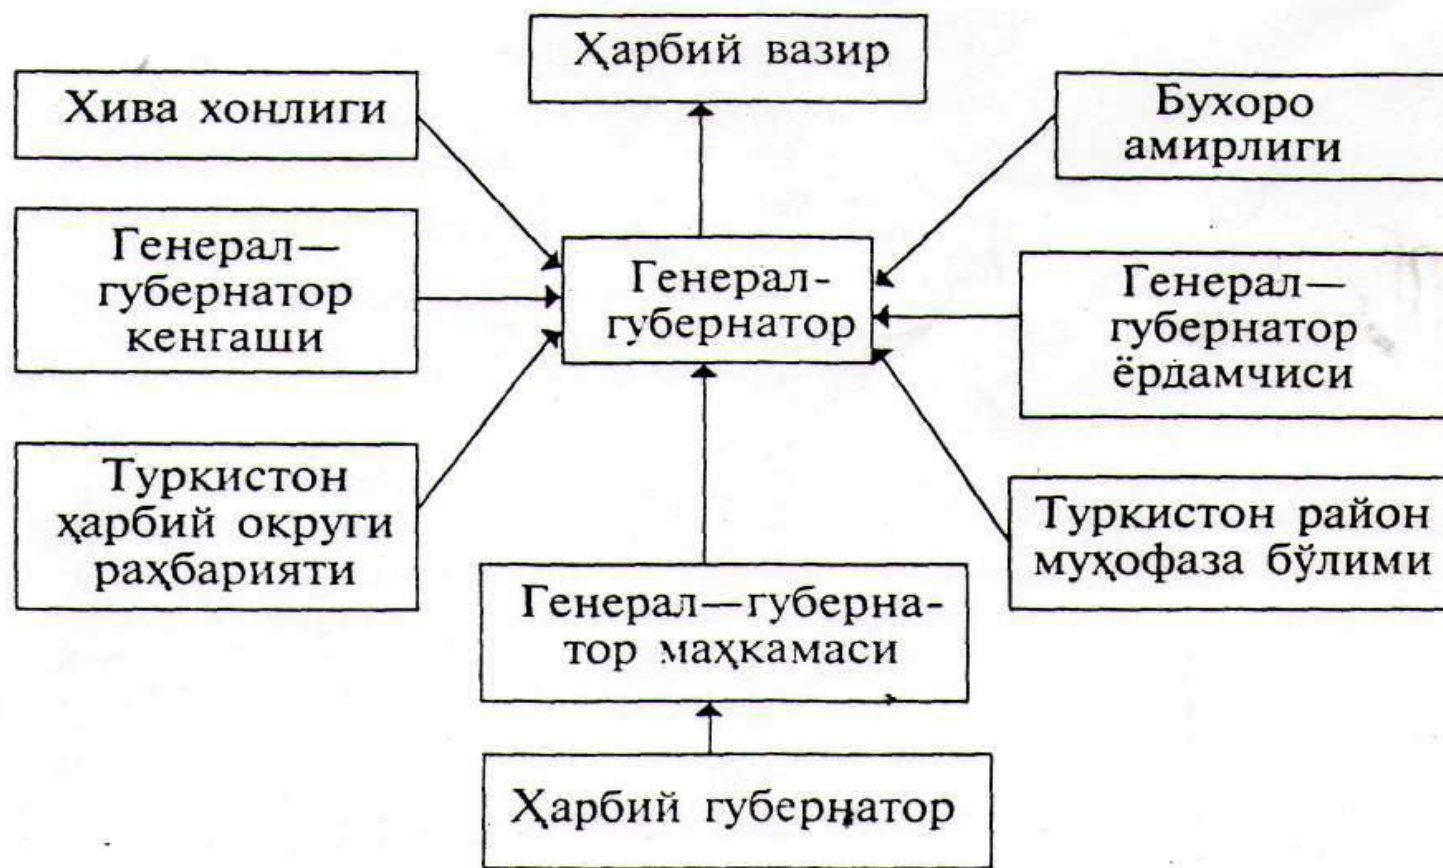 Ҳарбий вазир
Хива хонлиги
Бухоро
амирлиги
Генерал—
губернатор
кенгаши
Генерал-
губернатор
Генерал—
губернатор
ёрдамчиси
Туркистон
ҳарбий округи
раҳбарияти
Туркистон район
муҳофаза бўлими
Генерал—губерна-
тор маҳкамаси
Ҳарбий губернатор